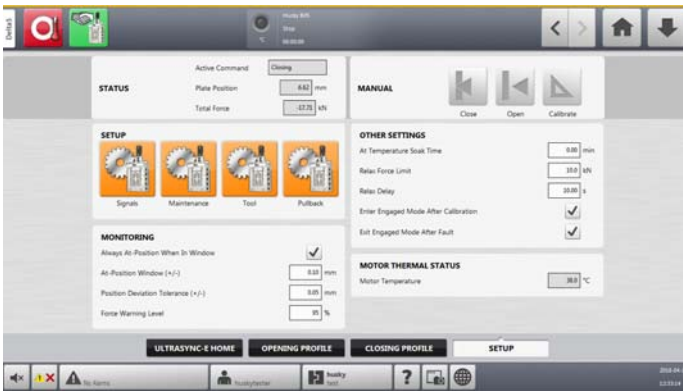 Delta5
Husky B/R
Stop
°C 00:00:00
STATUS
Active Command Closing
Plate Position 6.62 mm
Total Force -17.71 kN
MANUAL
Close Open Calibrate
SETUP
Signals Maintenance Tool Pullback
OTHER SETTINGS
At Temperature Soak Time 0.00 min
Relax Force Limit 10.0 kN
Relax Delay 10.00 s
Enter Engaged Mode After Calibration
Exit Engaged Mode After Fault
MONITORING
Always At-Position When In Window
At-Position Window (+/-) 0.10 mm
Position Deviation Tolerance (+/-) 0.05 mm
Force Warning Level 95 %
MOTOR THERMAL STATUS
Motor Temperature 38.0 °C
ULTRASYNC-E HOME OPENING PROFILE CLOSING PROFILE SETUP
No Alarms
huskytester
husky
test
?